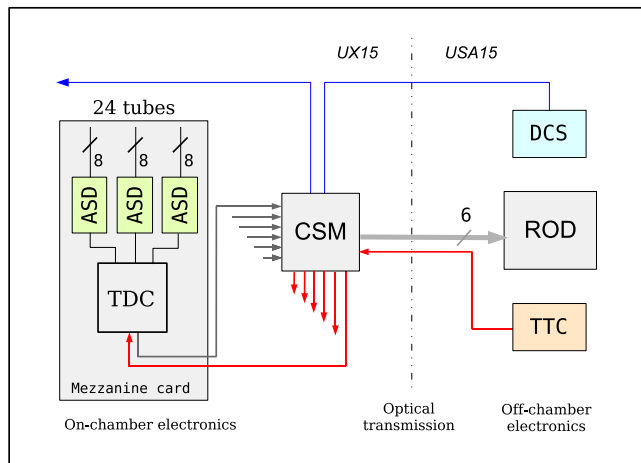 UX15
USA15
24 tubes
8
8
8
ASD
ASD
ASD
DCS
CSM
6
ROD
TDC
TTC
Mezzanine card
On-chamber electronics
Optical
transmission
Off-chamber
electronics